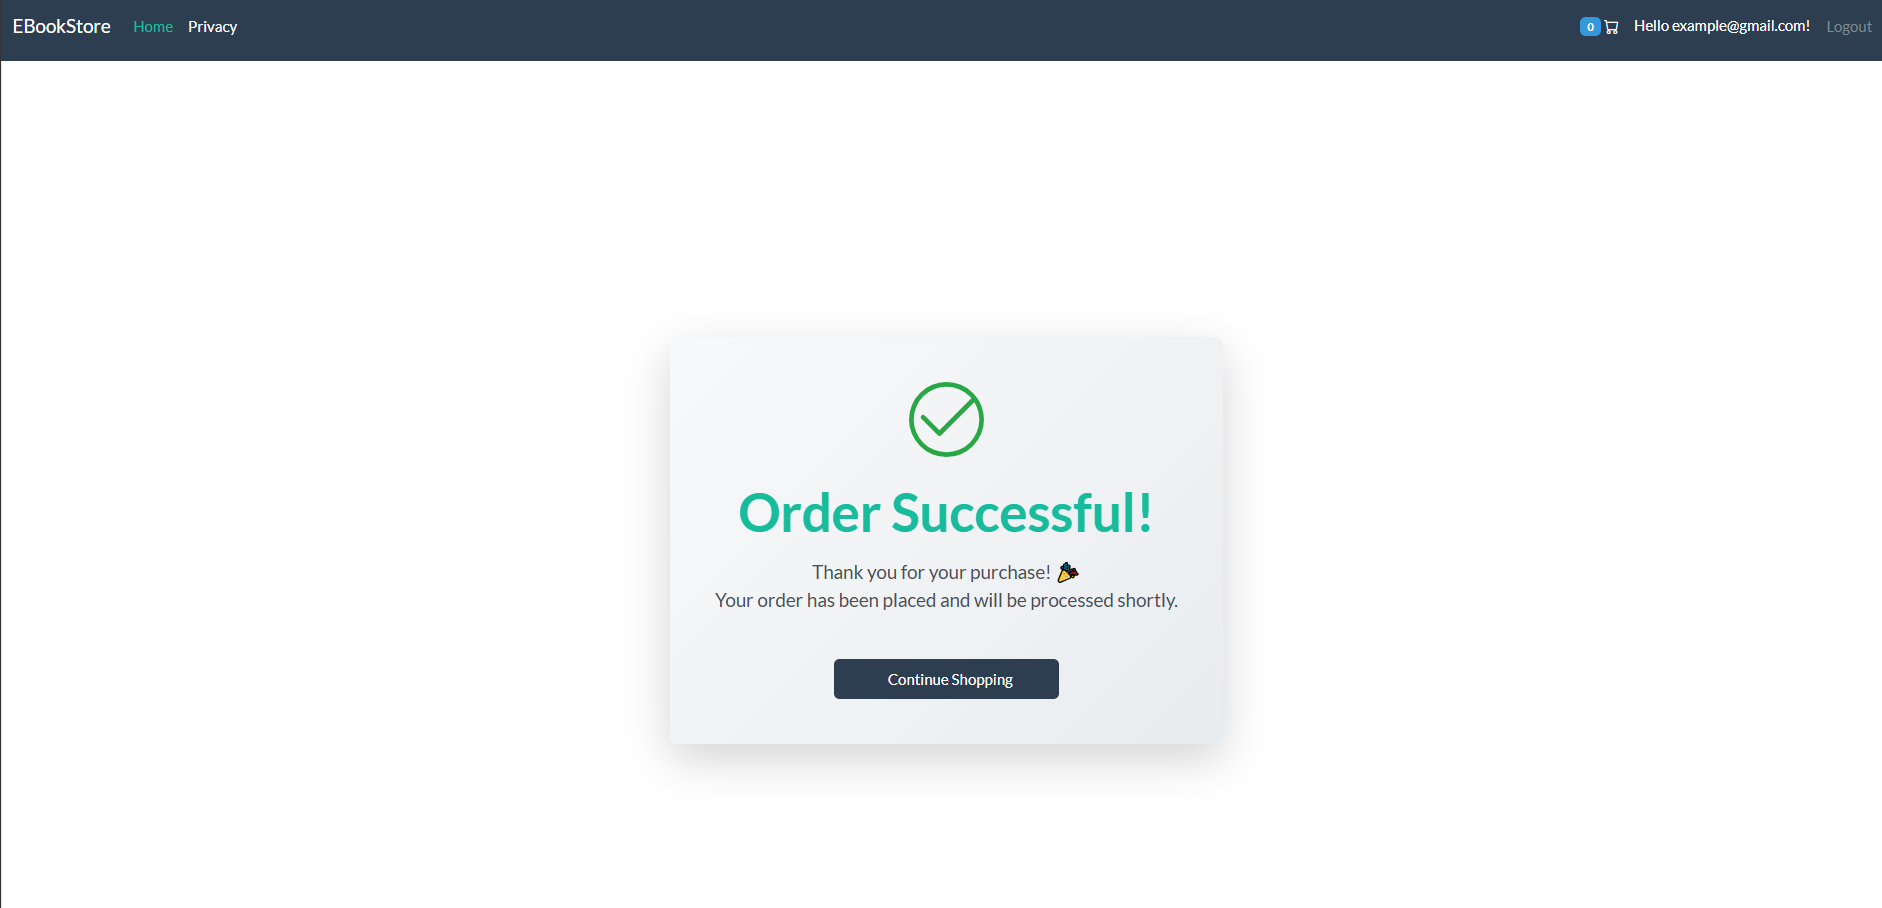 EBookStore Home Privacy 0 Hello example@gmail.com! Logout
Order Successful!
Thank you for your purchase! 🎉
Your order has been placed and will be processed shortly.
Continue Shopping